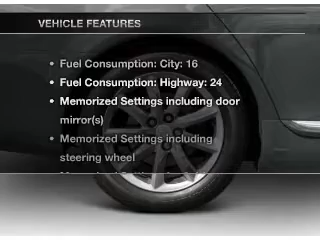 VEHICLE FEATURES
• Fuel Consumption: City: 16
• Fuel Consumption: Highway: 24
• Memorized Settings including door
mirror(s)
• Memorized Settings including
steering wheel